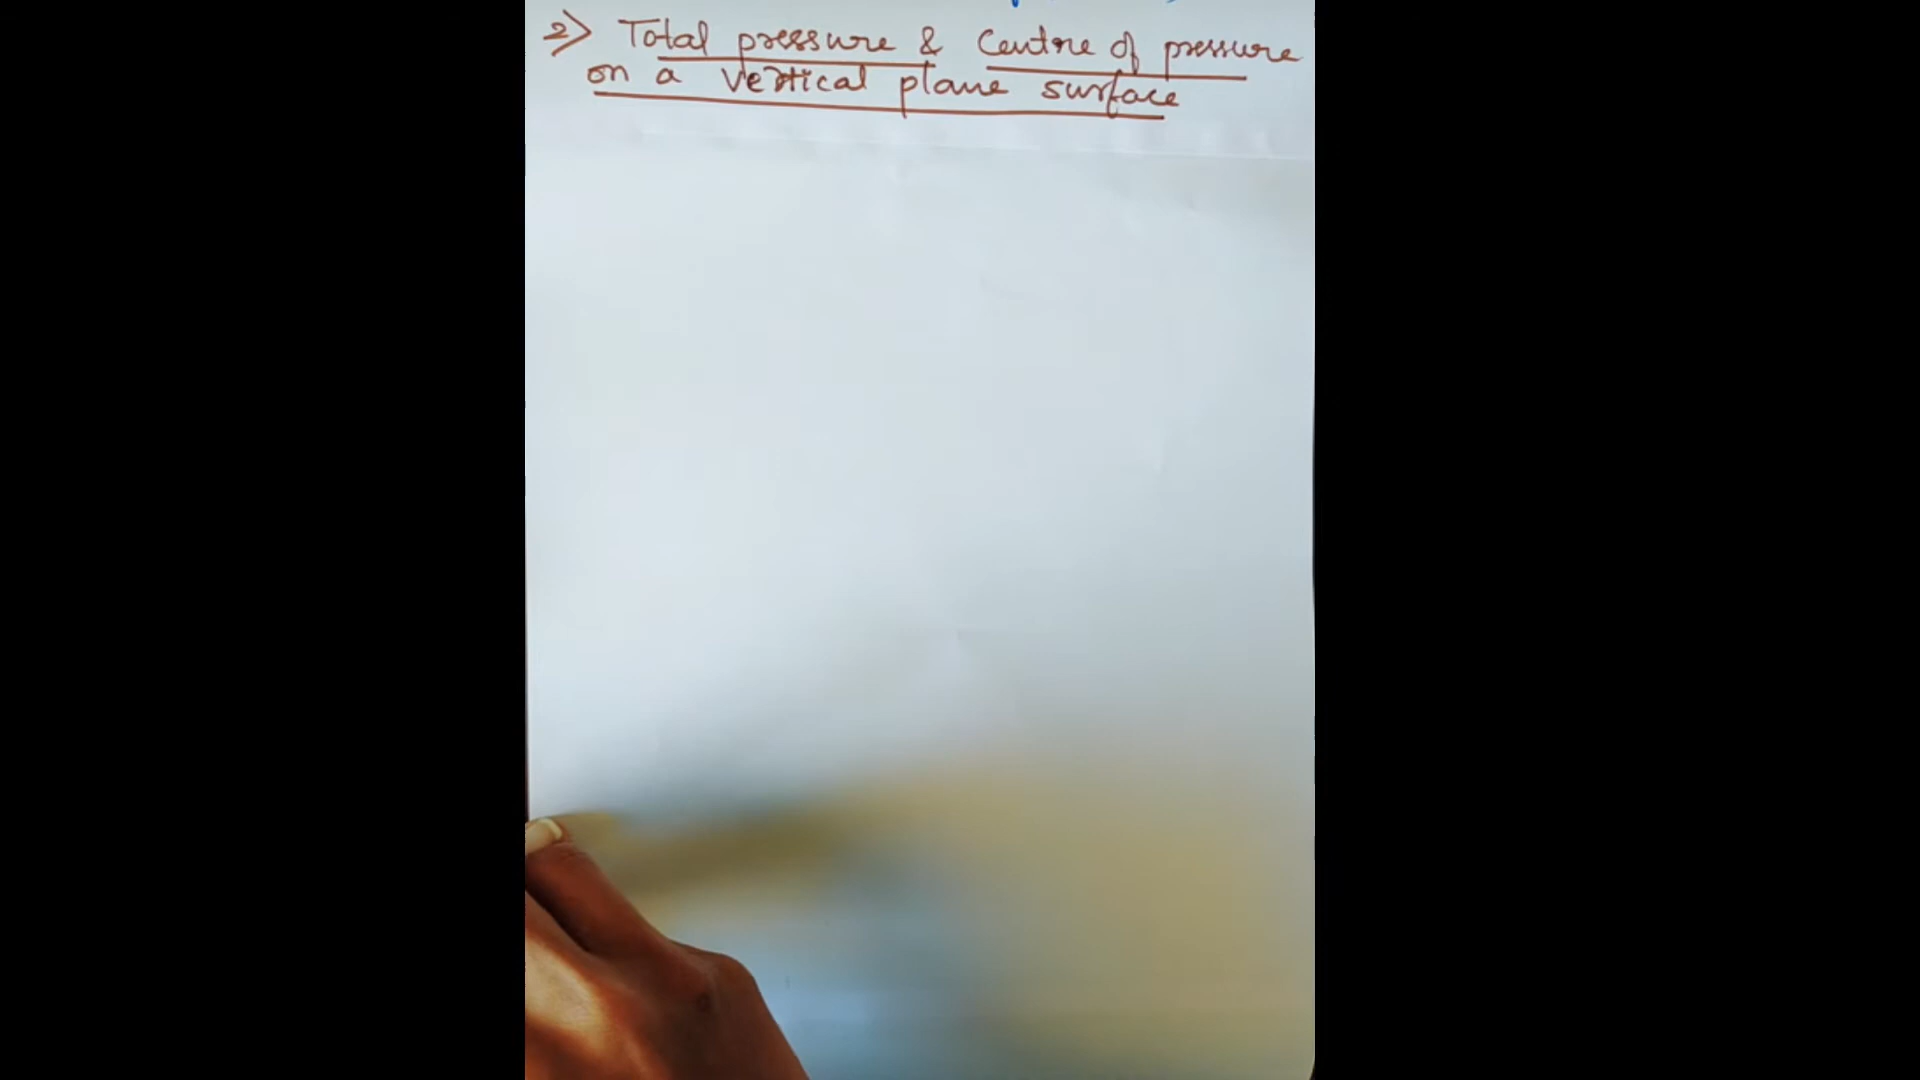 2> Total pressure & Centre of pressure
on a vertical plane surface